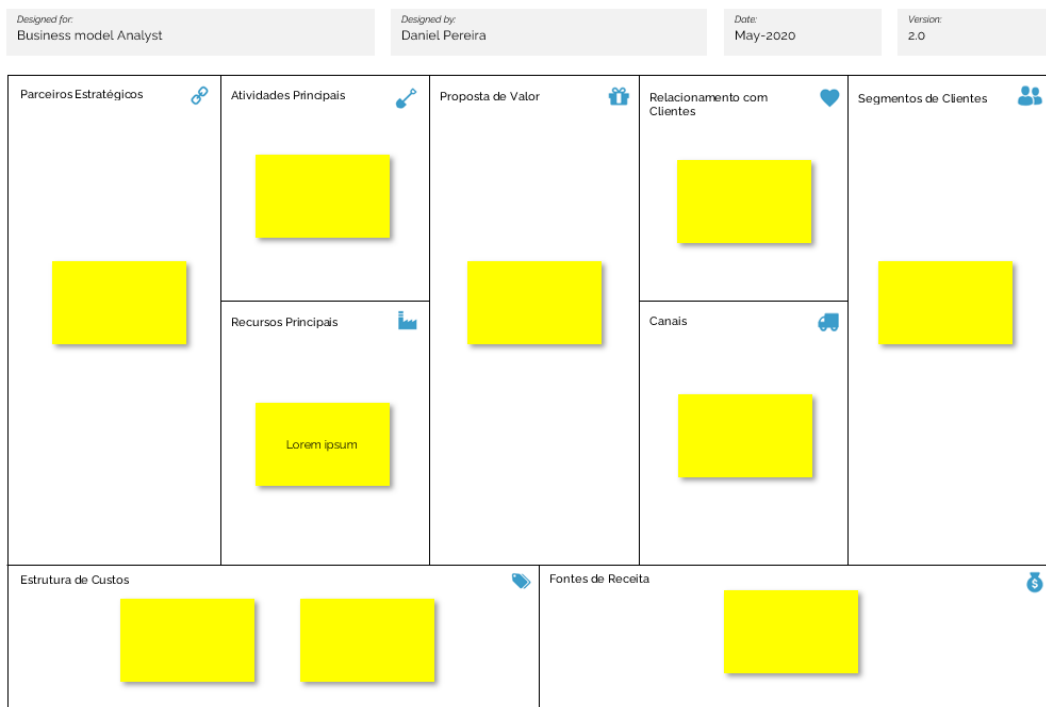 Designed for:
Business model Analyst
Designed by:
Daniel Pereira
Date:
May-2020
Version:
2.0
Parceiros Estratégicos
Atividades Principais
Proposta de Valor
Relacionamento com
Clientes
Segmentos de Clientes
Recursos Principais
Lorem ipsum
Canais
Estrutura de Custos
Fontes de Receita
$